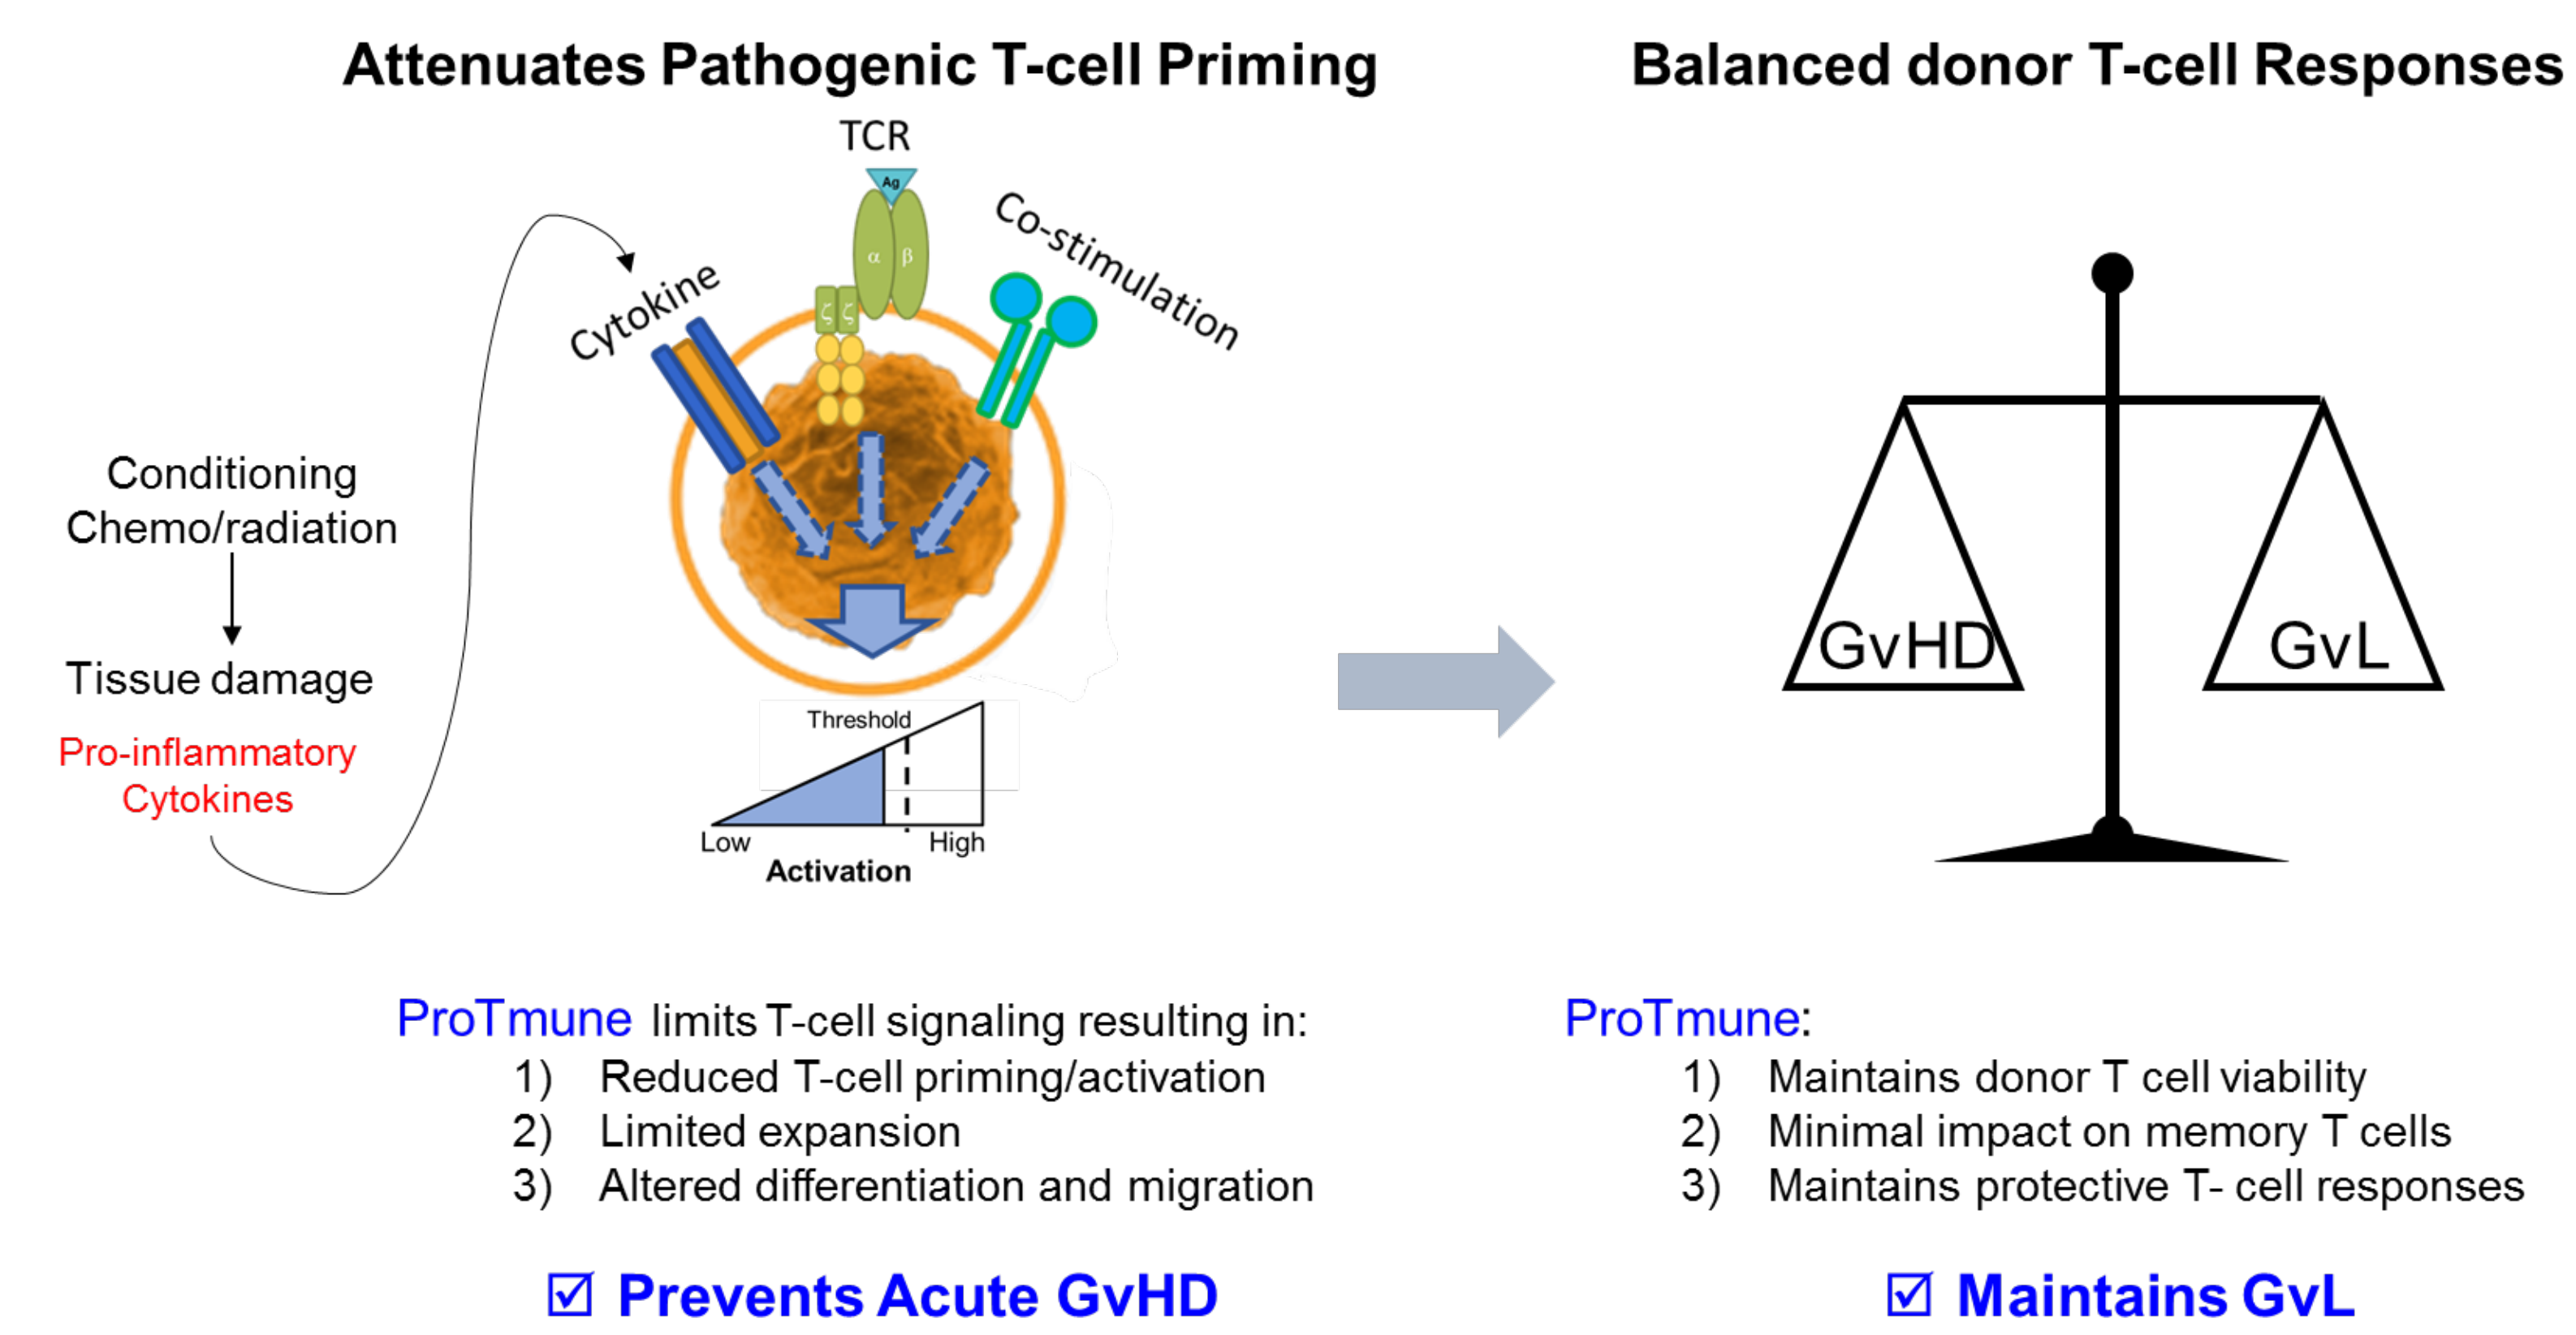 Attenuates Pathogenic T-cell Priming
TCR
Ag
α β
ζ ζ
Cytokine
Co-stimulation
Conditioning
Chemo/radiation
Tissue damage
Pro-inflammatory
Cytokines
Threshold
Low High
Activation
ProTmune limits T-cell signaling resulting in:
1) Reduced T-cell priming/activation
2) Limited expansion
3) Altered differentiation and migration
☑ Prevents Acute GvHD
Balanced donor T-cell Responses
GvHD GvL
ProTmune:
1) Maintains donor T cell viability
2) Minimal impact on memory T cells
3) Maintains protective T- cell responses
☑ Maintains GvL